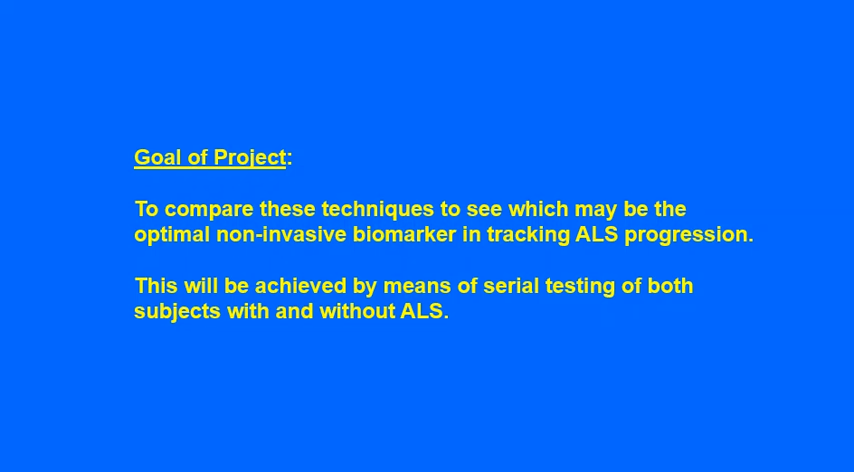 Goal of Project:
To compare these techniques to see which may be the
optimal non-invasive biomarker in tracking ALS progression.
This will be achieved by means of serial testing of both
subjects with and without ALS.